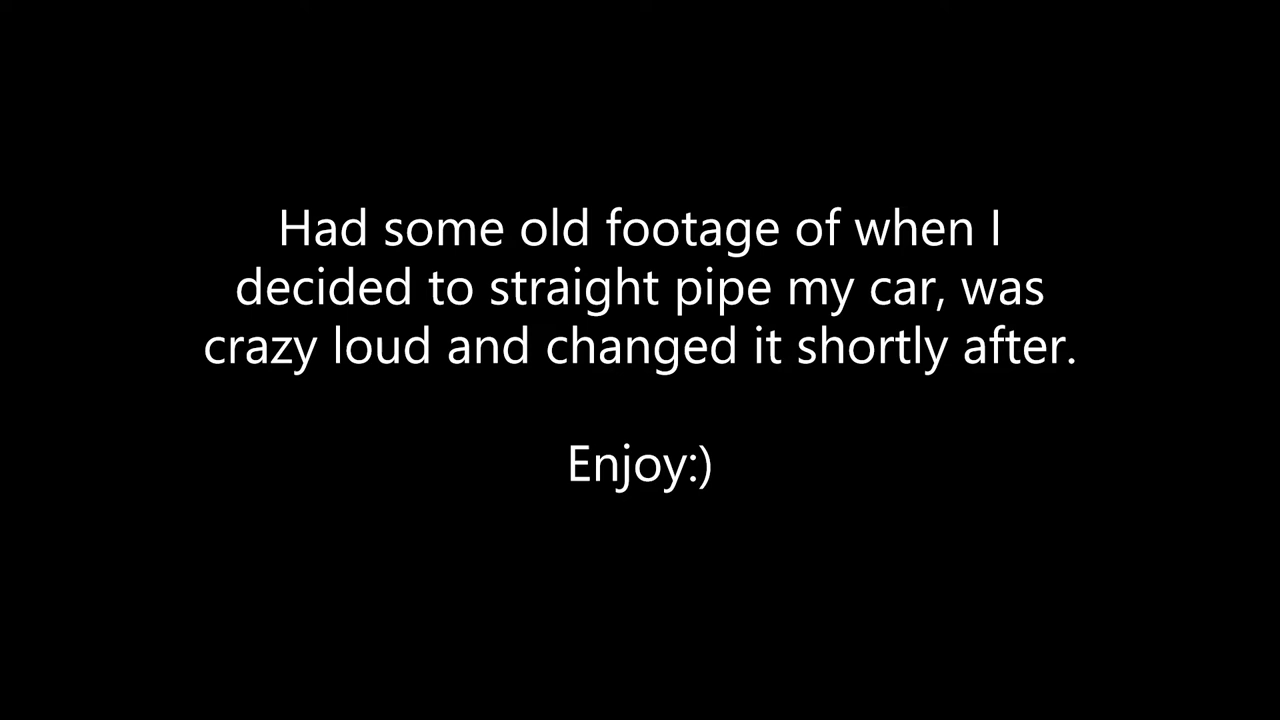 Had some old footage of when I
decided to straight pipe my car, was
crazy loud and changed it shortly after.
Enjoy:)